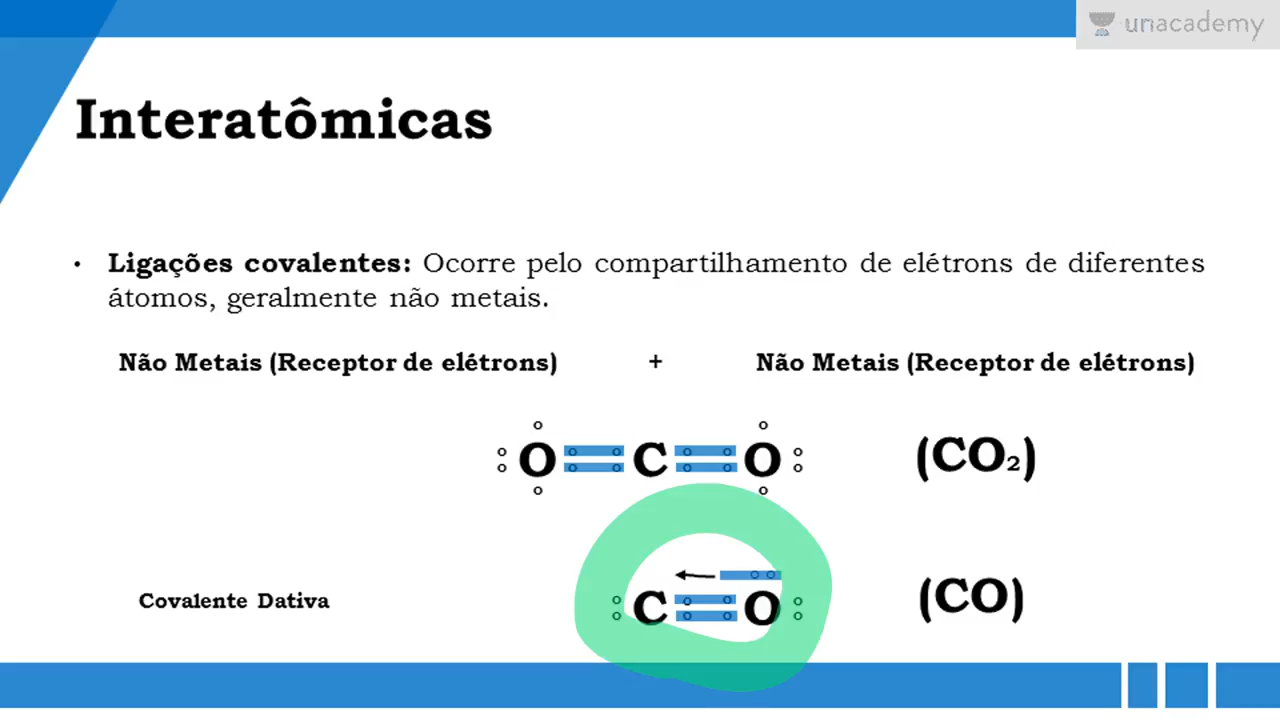 unacademy
Interatômicas
• Ligações covalentes: Ocorre pelo compartilhamento de elétrons de diferentes
átomos, geralmente não metais.
Não Metais (Receptor de elétrons) + Não Metais (Receptor de elétrons)
O C O (CO₂)
Covalente Dativa C O (CO)